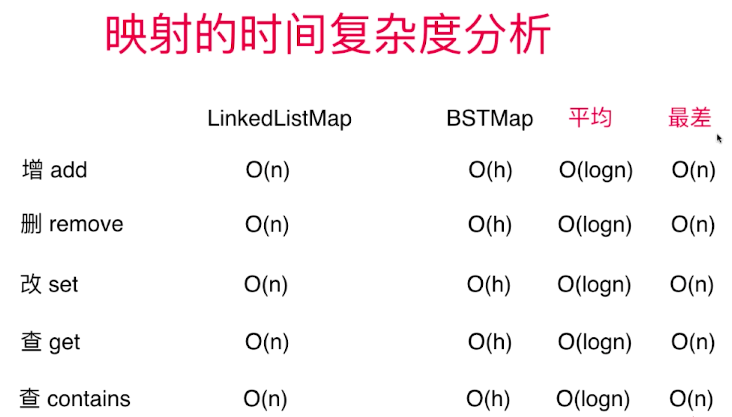 映射的时间复杂度分析
LinkedListMap BSTMap 平均 最差
增 add O(n) O(h) O(logn) O(n)
删 remove O(n) O(h) O(logn) O(n)
改 set O(n) O(h) O(logn) O(n)
查 get O(n) O(h) O(logn) O(n)
查 contains O(n) O(h) O(logn) O(n)